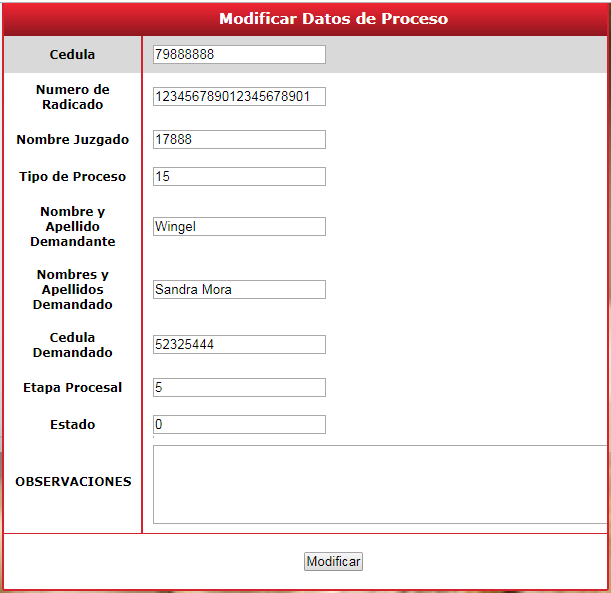 Modificar Datos de Proceso
Cedula
79888888
Numero de
Radicado
123456789012345678901
Nombre Juzgado
17888
Tipo de Proceso
15
Nombre y
Apellido
Demandante
Wingel
Nombres y
Apellidos
Demandado
Sandra Mora
Cedula
Demandado
52325444
Etapa Procesal
5
Estado
0
OBSERVACIONES
Modificar